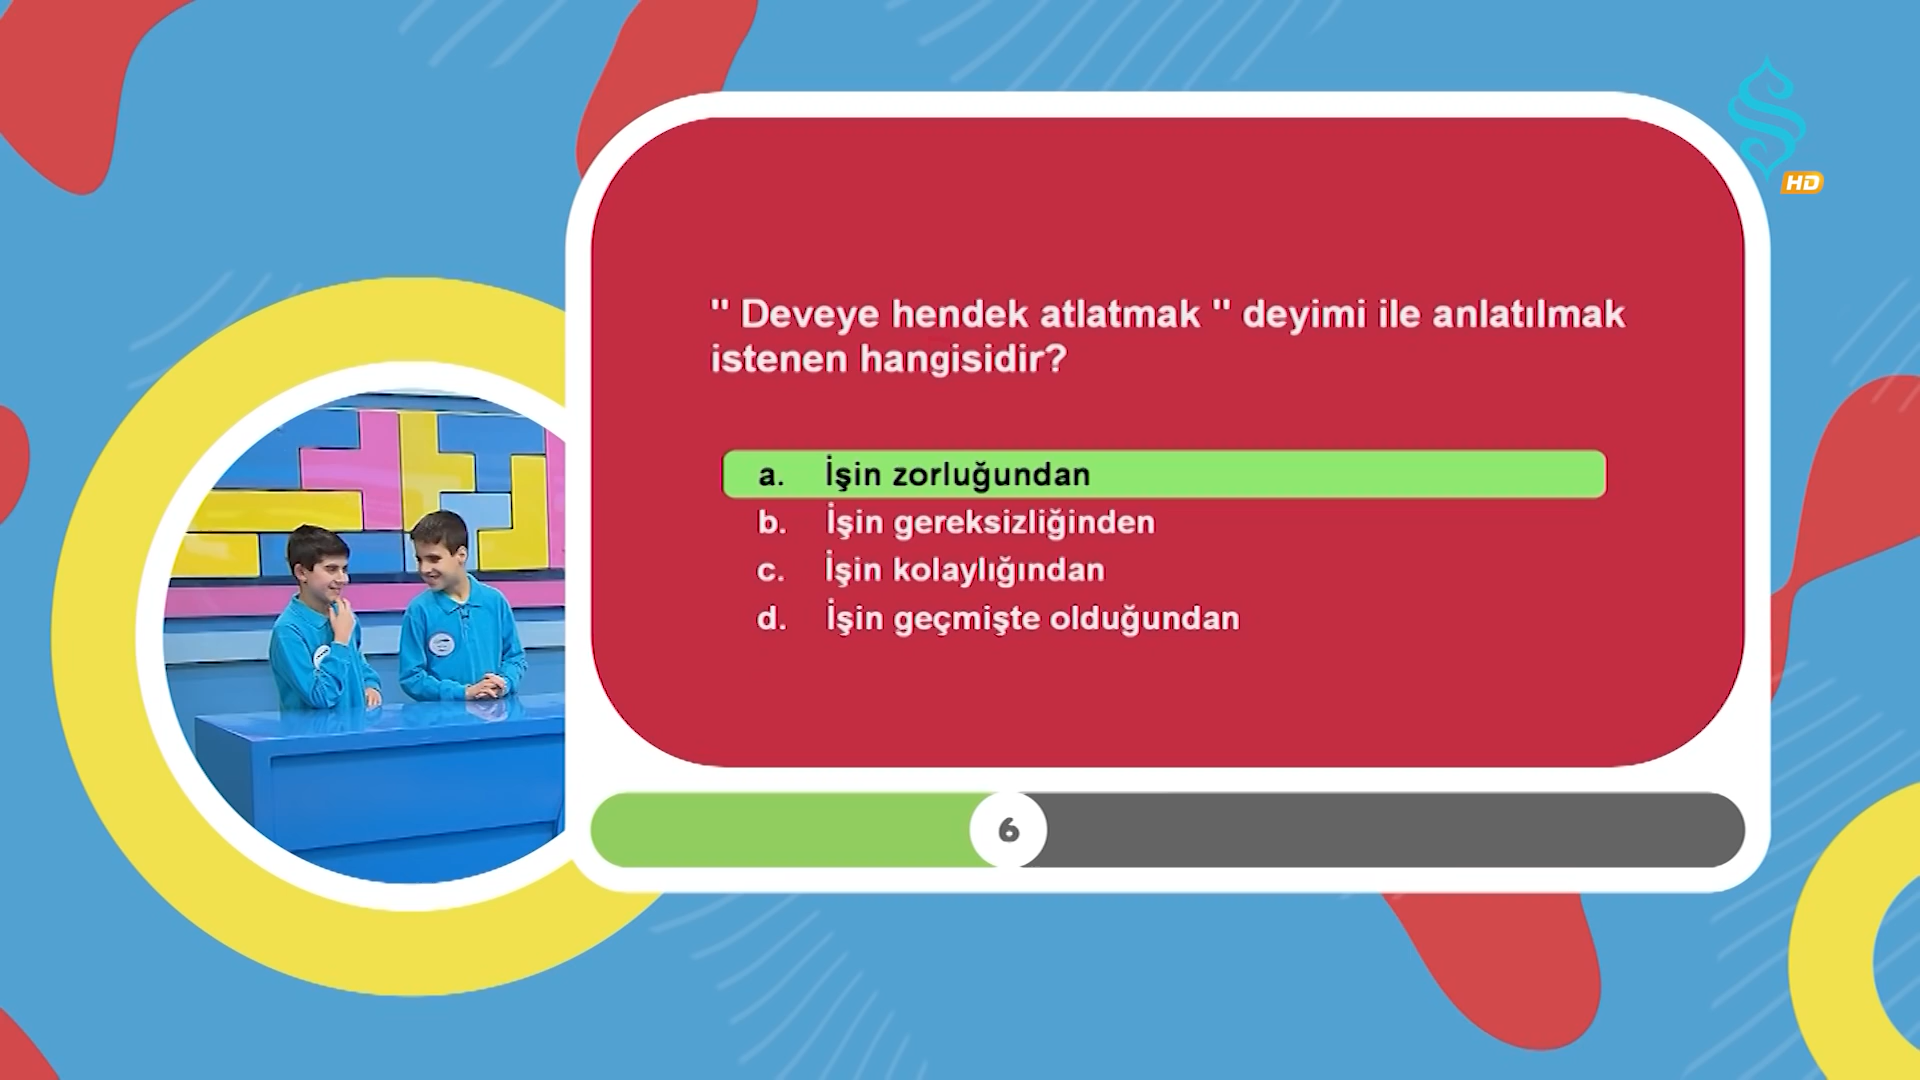 HD
" Deveye hendek atlatmak " deyimi ile anlatılmak
istenen hangisidir?
a. İşin zorluğundan
b. İşin gereksizliğinden
c. İşin kolaylığından
d. İşin geçmişte olduğundan
6